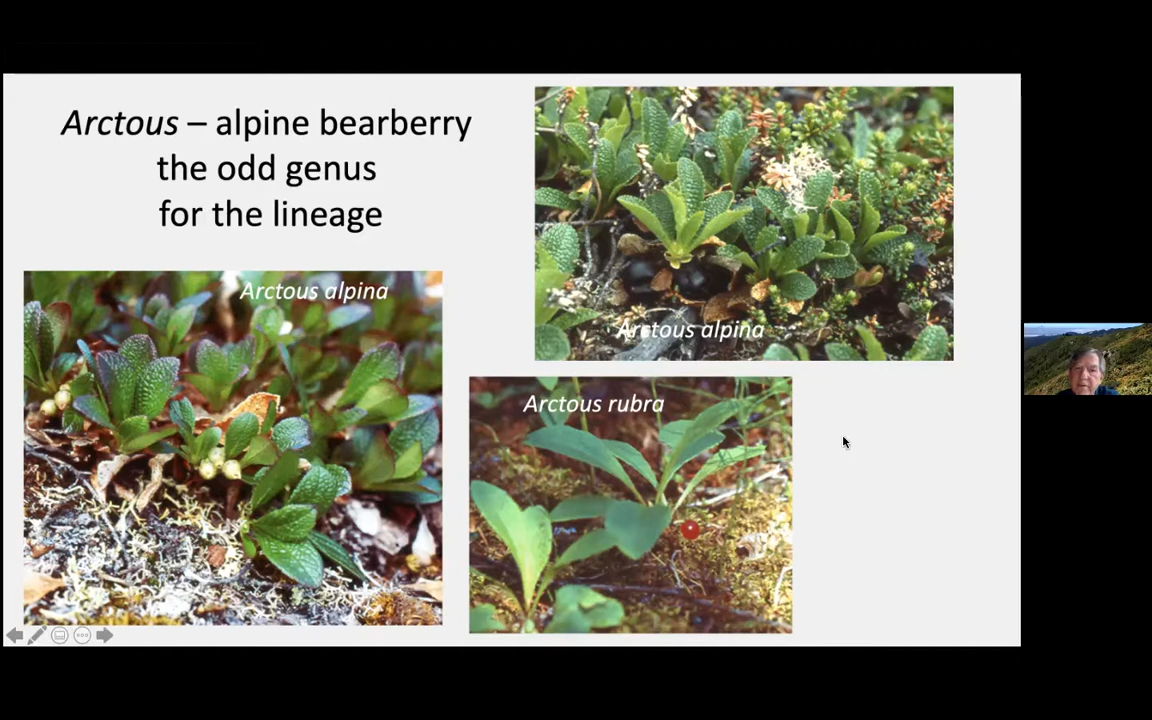 Arctous – alpine bearberry
the odd genus
for the lineage
Arctous alpina
Arctous alpina
Arctous rubra